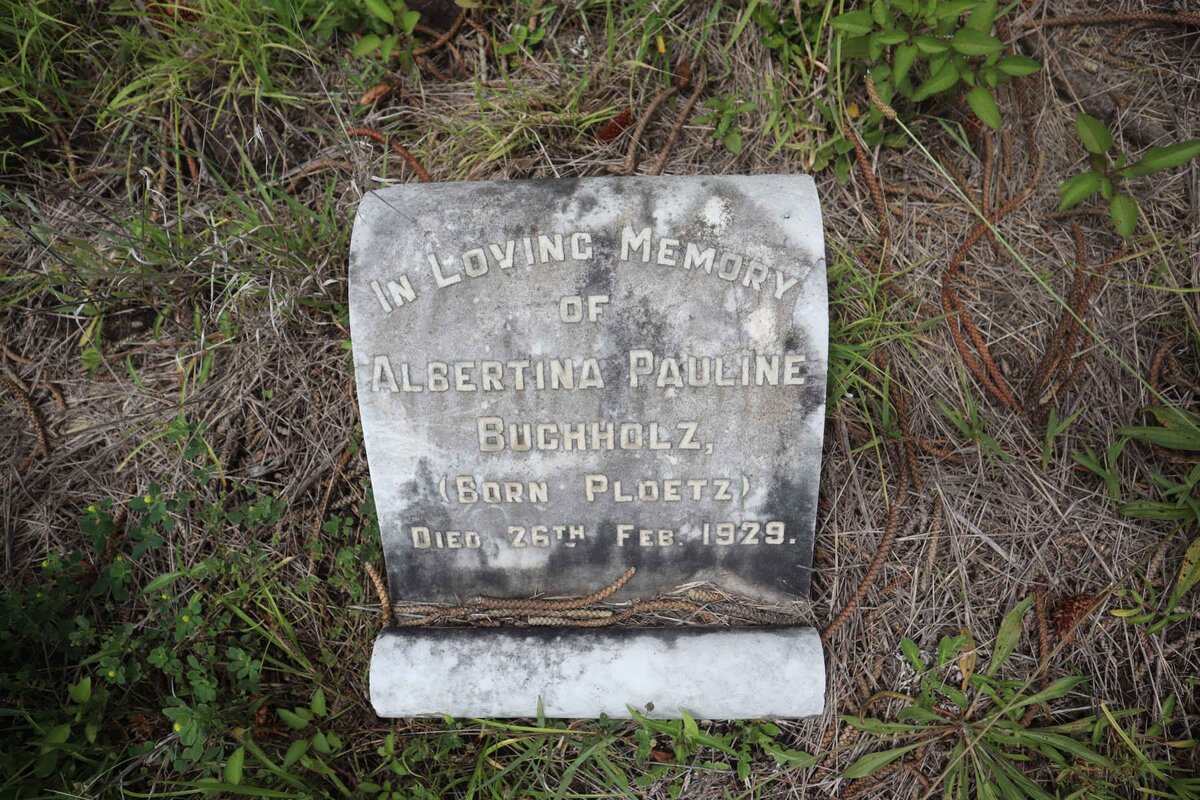 In Loving Memory
of
Albertina Pauline
Buchholz,
(Born Ploetz)
Died 26th Feb. 1929.